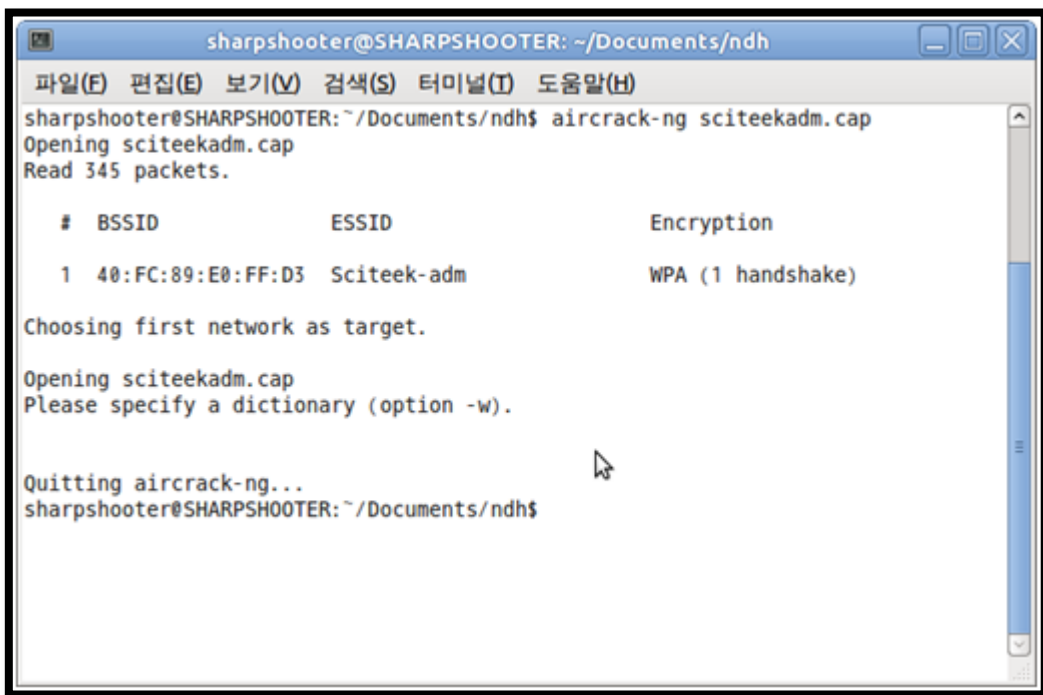 sharpshooter@SHARPSHOOTER: ~/Documents/ndh
파일(F) 편집(E) 보기(V) 검색(S) 터미널(T) 도움말(H)
sharpshooter@SHARPSHOOTER:~/Documents/ndh$ aircrack-ng sciteekadm.cap
Opening sciteekadm.cap
Read 345 packets.
# BSSID ESSID Encryption
1 40:FC:89:E0:FF:D3 Sciteek-adm WPA (1 handshake)
Choosing first network as target.
Opening sciteekadm.cap
Please specify a dictionary (option -w).
Quitting aircrack-ng...
sharpshooter@SHARPSHOOTER:~/Documents/ndh$